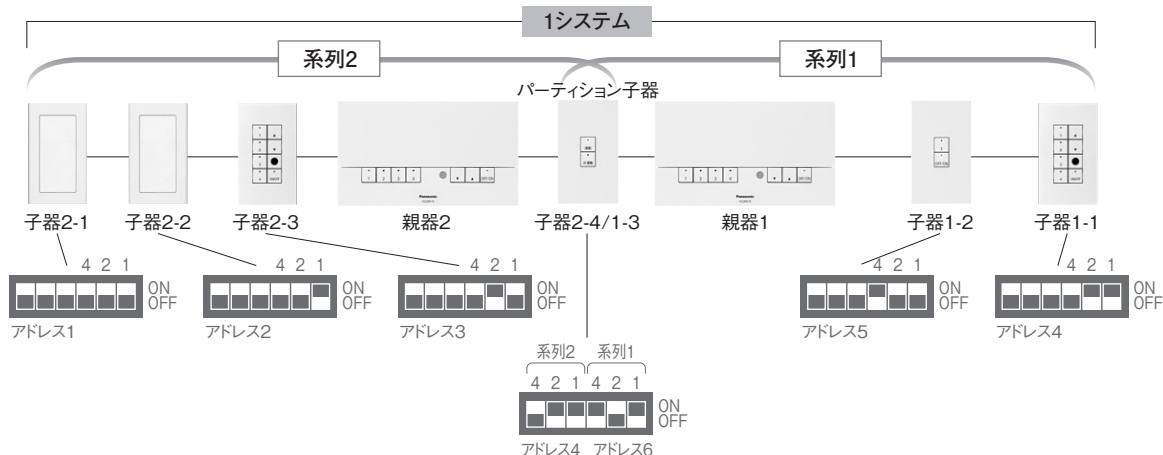 1システム
系列2
系列1
パーティション子器
子器2-1
子器2-2
子器2-3
親器2
子器2-4/1-3
親器1
子器1-2
子器1-1
4 2 1
ON
OFF
アドレス1
4 2 1
ON
OFF
アドレス2
4 2 1
ON
OFF
アドレス3
4 2 1
ON
OFF
アドレス5
4 2 1
ON
OFF
アドレス4
系列2 系列1
4 2 1 4 2 1
ON
OFF
アドレス4 アドレス6